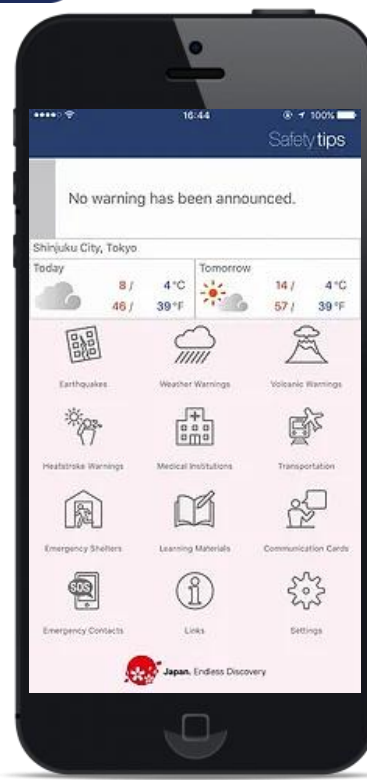 16:44
100%
Safety tips
No warning has been announced.
Shinjuku City, Tokyo
Today
Tomorrow
8 / 4 °C
14 / 4 °C
46 / 39 °F
57 / 39 °F
Earthquakes
Weather Warnings
Volcanic Warnings
Heatstroke Warnings
Medical Institutions
Transportation
Emergency Shelters
Learning Materials
Communication Cards
SOS
Emergency Contacts
Links
Settings
Japan. Endless Discovery